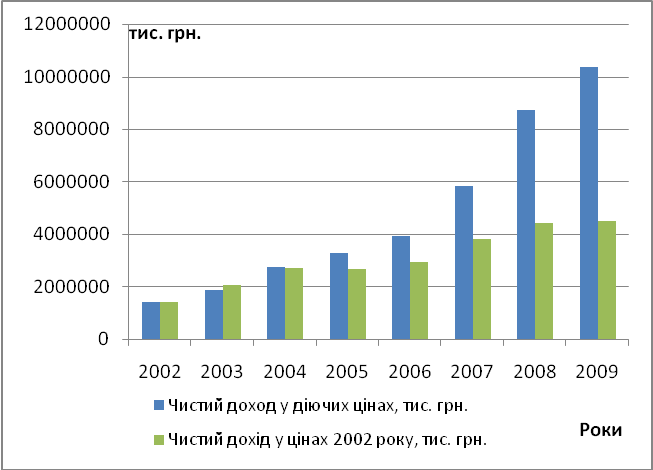 12000000
тис. грн.
10000000
8000000
6000000
4000000
2000000
0
2002 2003 2004 2005 2006 2007 2008 2009
Чистий доход у діючих цінах, тис. грн.
Чистий дохід у цінах 2002 року, тис. грн.
Роки